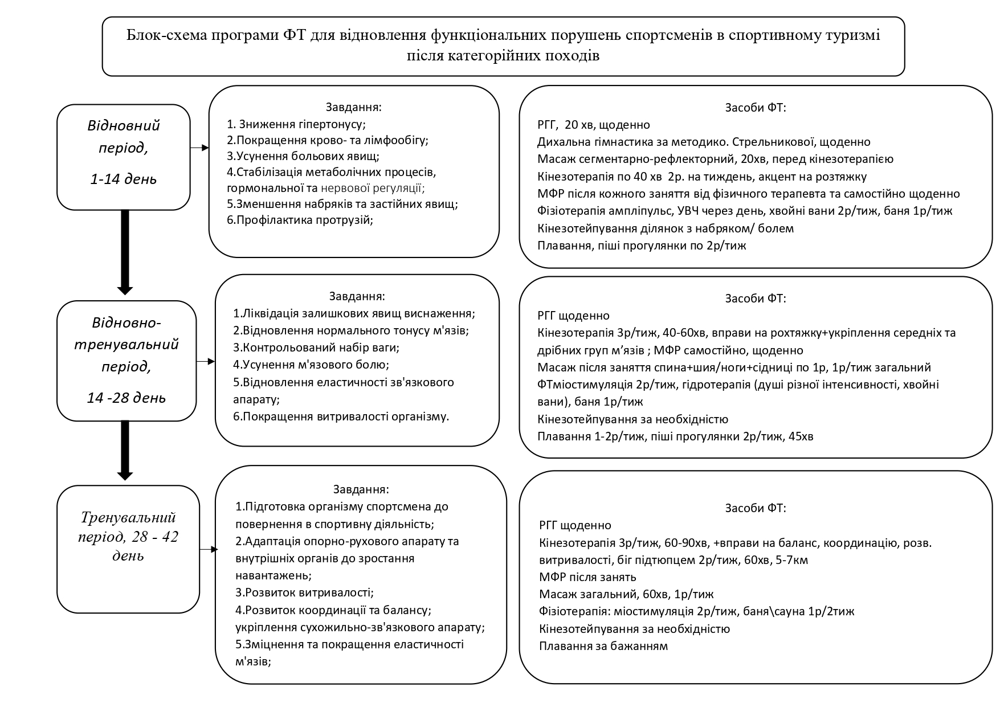 Блок-схема програми ФТ для відновлення функціональних порушень спортсменів в спортивному туризмі
після категорійних походів
Відновний
період,
1-14 день
Завдання:
1. Зниження гіпертонусу;
2.Покращення крово- та лімфообігу;
3.Усунення больових явищ;
4.Стабілізація метаболічних процесів,
гормональної та нервової регуляції;
5.Зменшення набряків та застійних явищ;
6.Профілактика протрузій;
Засоби ФТ:
РГГ,  20 хв, щоденно
Дихальна гімнастика за методико. Стрельникової, щоденно
Масаж сегментарно-рефлекторний, 20хв, перед кінезотерапією
Кінезотерапія по 40 хв  2р. на тиждень, акцент на розтяжку
МФР після кожного заняття від фізичного терапевта та самостійно щоденно
Фізіотерапія ампліпульс, УВЧ через день, хвойні вани 2р/тиж, баня 1р/тиж
Кінезотейпування ділянок з набряком/ болем
Плавання, піші прогулянки по 2р/тиж
Відновно-
тренувальний
період,
14 -28 день
Завдання:
1.Ліквідація залишкових явищ виснаження;
2.Відновлення нормального тонусу м'язів;
3.Контрольований набір ваги;
4.Усунення м'язового болю;
5.Відновлення еластичності зв'язкового
апарату;
6.Покращення витривалості організму.
Засоби ФТ:
РГГ щоденно
Кінезотерапія 3р/тиж, 40-60хв, вправи на рохтяжку+укріплення середніх та
дрібних груп м’язів ; МФР самостійно, щоденно
Масаж після заняття спина+шия/ноги+сідниці по 1р, 1р/тиж загальний
ФТміостимуляція 2р/тиж, гідротерапія (душі різної інтенсивності, хвойні
вани), баня 1р/тиж
Кінезотейпування за необхідністю
Плавання 1-2р/тиж, піші прогулянки 2р/тиж, 45хв
Тренувальний
період, 28 - 42
день
Завдання:
1.Підготовка організму спортсмена до
повернення в спортивну діяльність;
2.Адаптація опорно-рухового апарату та
внутрішніх органів до зростання
навантажень;
3.Розвиток витривалості;
4.Розвиток координації та балансу;
укріплення сухожильно-зв'язкового апарату;
5.Зміцнення та покращення еластичності
м'язів;
Засоби ФТ:
РГГ щоденно
Кінезотерапія 3р/тиж, 60-90хв, +вправи на баланс, координацію, розв.
витривалості, біг підтюпцем 2р/тиж, 60хв, 5-7км
МФР після занять
Масаж загальний, 60хв, 1р/тиж
Фізіотерапія: міостимуляція 2р/тиж, баня\сауна 1р/2тиж
Кінезотейпування за необхідністю
Плавання за бажанням